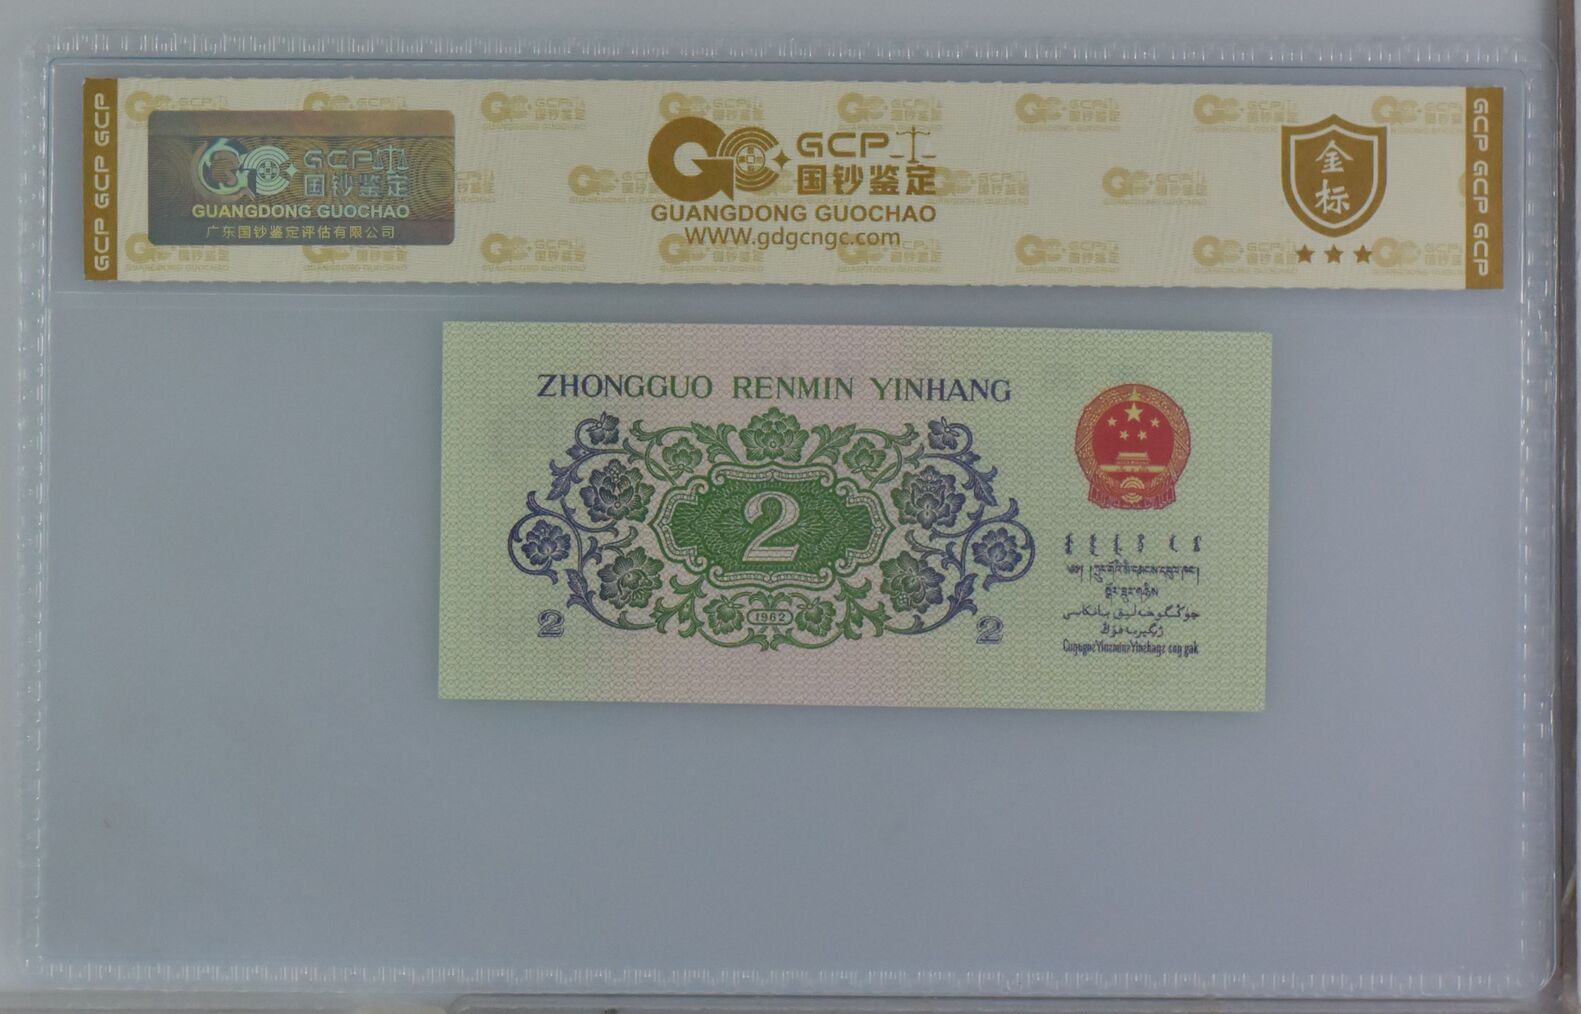 GCP GCP GCP
GCP 国钞鉴定
GUANGDONG GUOCHAO
广东国钞鉴定评估有限公司
GCP
国钞鉴定
GUANGDONG GUOCHAO
WWW.gdgcngc.com
金标
GCP GCP GCP
ZHONGGUO RENMIN YINHANG
2
1962
2
2